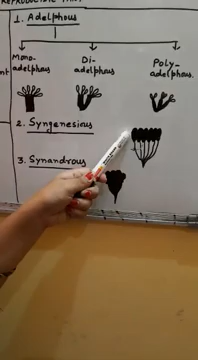 1. Adelphous
Mono- Di- Poly-
adelphous adelphous adelphous.
2. Syngenesious
3. Synandrous